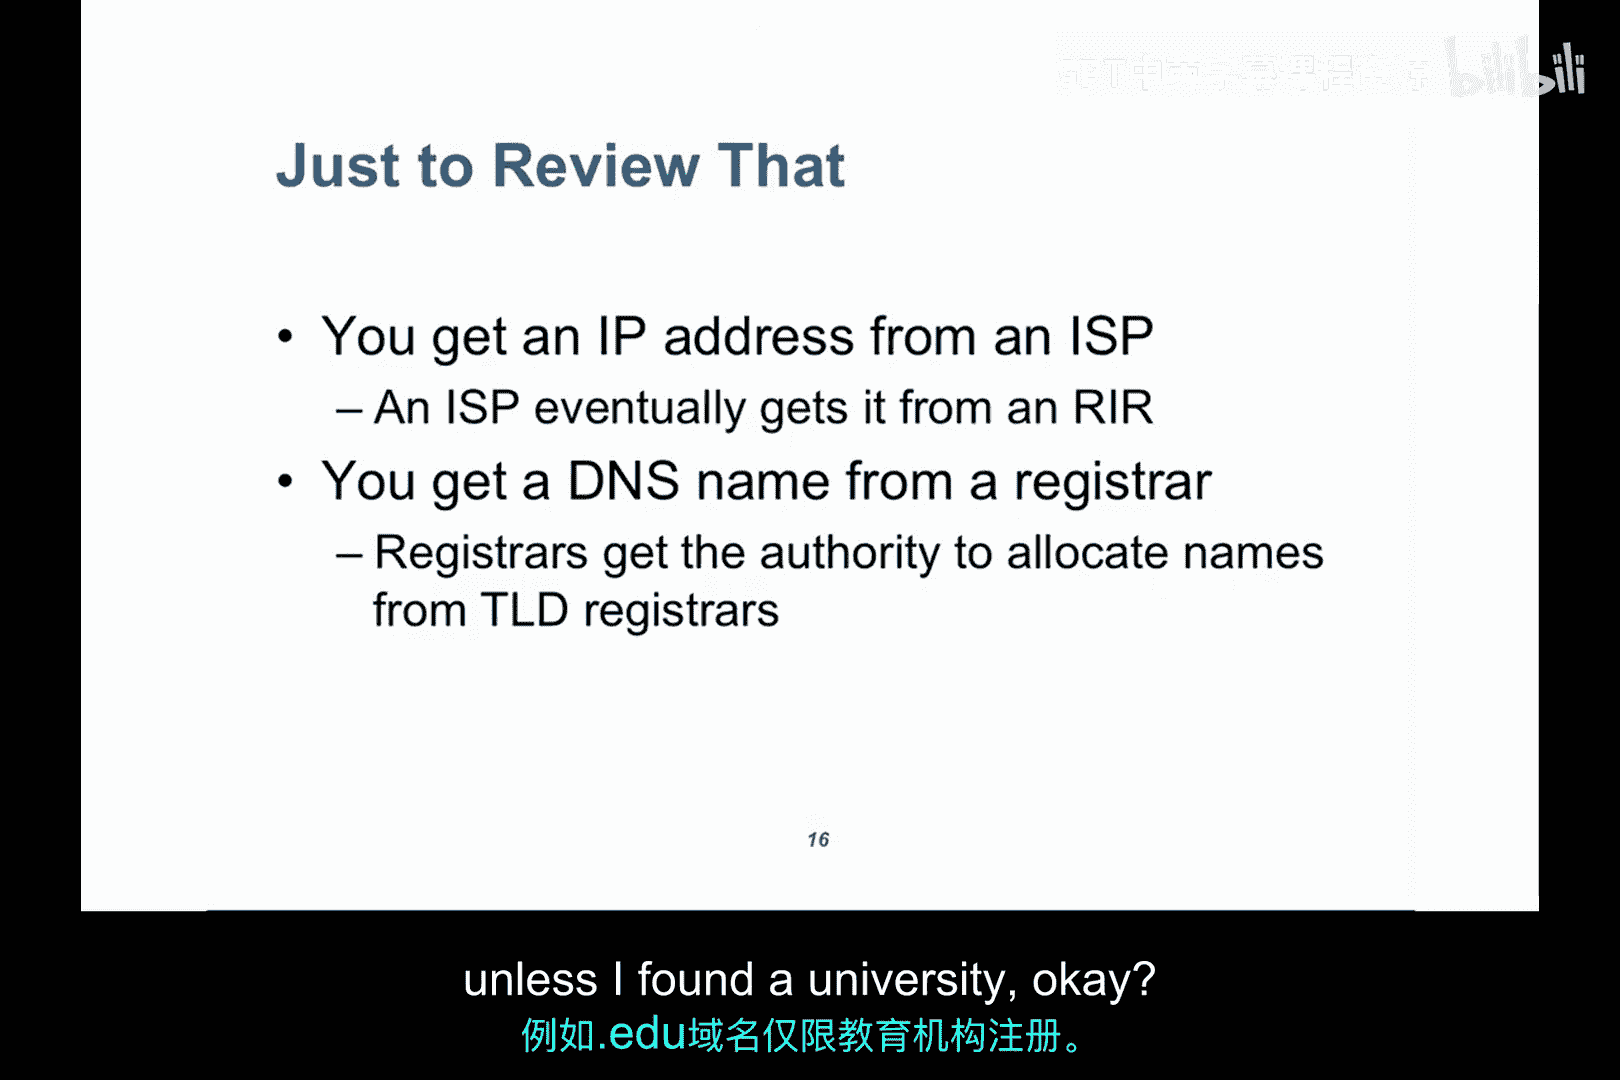 bilibili
Just to Review That
• You get an IP address from an ISP
– An ISP eventually gets it from an RIR
• You get a DNS name from a registrar
– Registrars get the authority to allocate names
from TLD registrars
16
unless I found a university, okay?
例如.edu域名仅限教育机构注册。